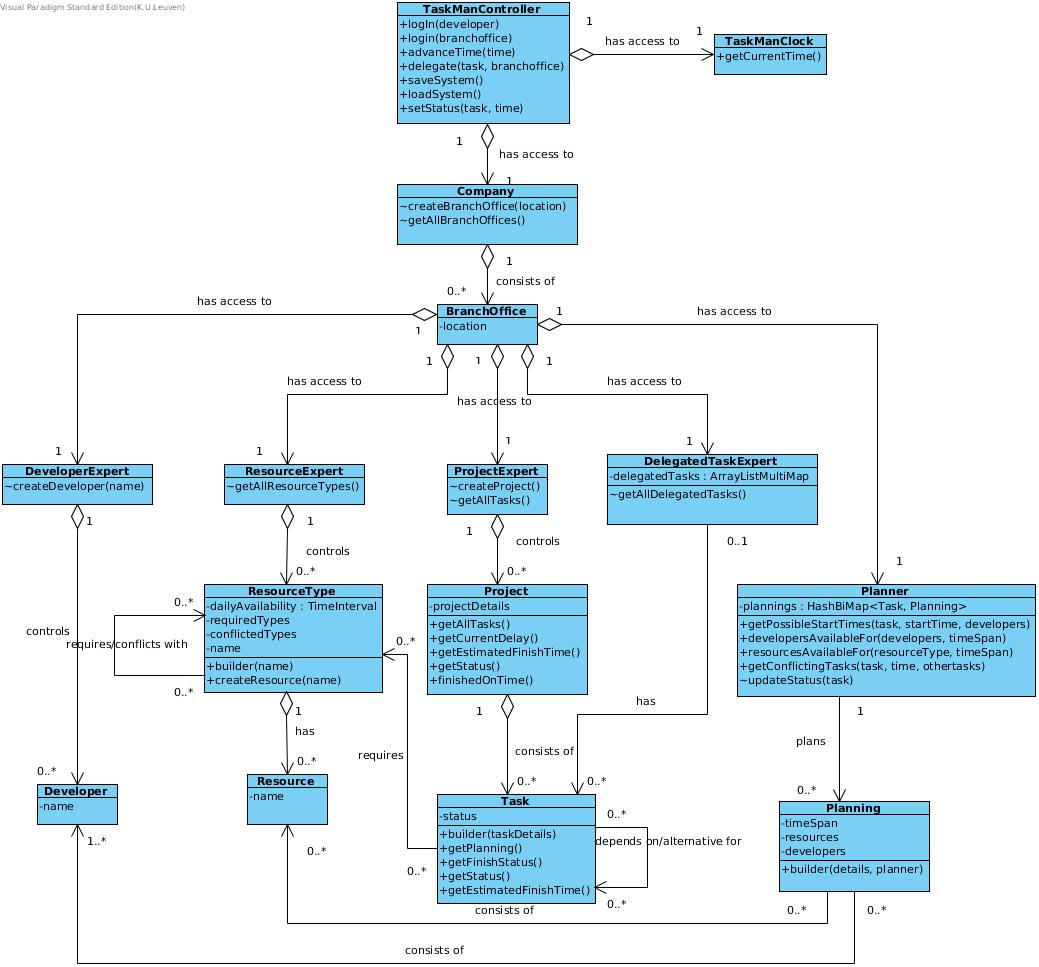 Visual Paradigm Standard Edition(K.U.Leuven)
TaskManController
+logIn(developer)
+login(branchoffice)
+advanceTime(time)
+delegate(task, branchoffice)
+saveSystem()
+loadSystem()
+setStatus(task, time)
1
has access to
1
TaskManClock
+getCurrentTime()
1
has access to
1
Company
~createBranchOffice(location)
~getAllBranchOffices()
1
consists of
0..*
BranchOffice
-location
has access to
1
1
has access to
1
1
1
has access to
has access to
has access to
1
1
1
1
1
DeveloperExpert
~createDeveloper(name)
ResourceExpert
~getAllResourceTypes()
ProjectExpert
~createProject()
~getAllTasks()
DelegatedTaskExpert
-delegatedTasks : ArrayListMultiMap
~getAllDelegatedTasks()
1
1
controls
0..*
1
controls
0..*
0..1
ResourceType
-dailyAvailability : TimeInterval
-requiredTypes
-conflictedTypes
-name
+builder(name)
+createResource(name)
0..*
requires/conflicts with
0..*
controls
0..*
Project
-projectDetails
+getAllTasks()
+getCurrentDelay()
+getEstimatedFinishTime()
+getStatus()
+finishedOnTime()
Planner
-plannings : HashBiMap<Task, Planning>
+getPossibleStartTimes(task, startTime, developers)
+developersAvailableFor(developers, timeSpan)
+resourcesAvailableFor(resourceType, timeSpan)
+getConflictingTasks(task, time, othertasks)
~updateStatus(task)
1
has
0..*
requires
1
consists of
0..*
has
0..*
1
plans
0..*
0..*
Developer
-name
1..*
Resource
-name
0..*
0..*
Task
-status
+builder(taskDetails)
+getPlanning()
+getFinishStatus()
+getStatus()
+getEstimatedFinishTime()
0..*
depends on/alternative for
0..*
Planning
-timeSpan
-resources
-developers
+builder(details, planner)
0..*
0..*
consists of
consists of